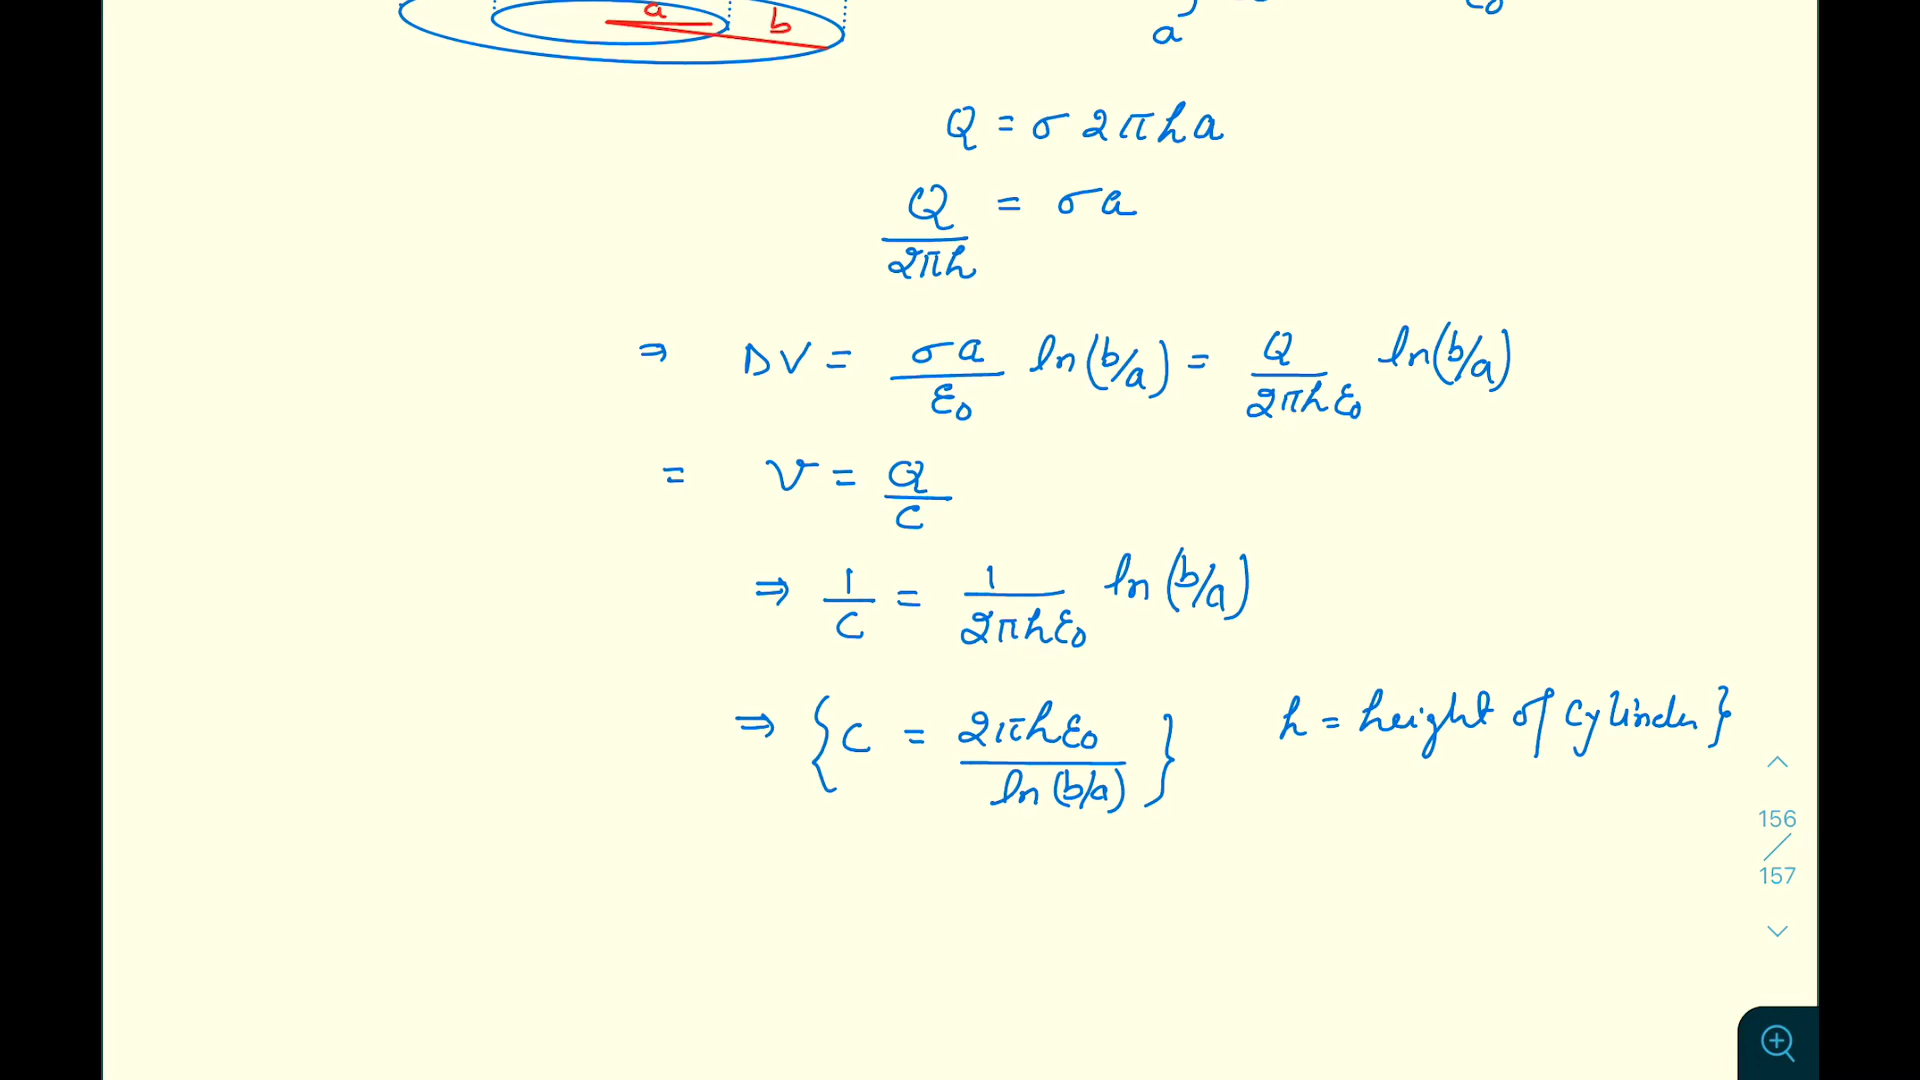 a b
a
Q = σ 2πha
Q/2πh = σa
⇒ ΔV = σa/ε₀ ln(b/a) = Q/2πhε₀ ln(b/a)
= V = Q/C
⇒ 1/C = 1/2πhε₀ ln(b/a)
⇒ {C = 2πhε₀/ln(b/a)} h = height of cylinder}
156
/
157